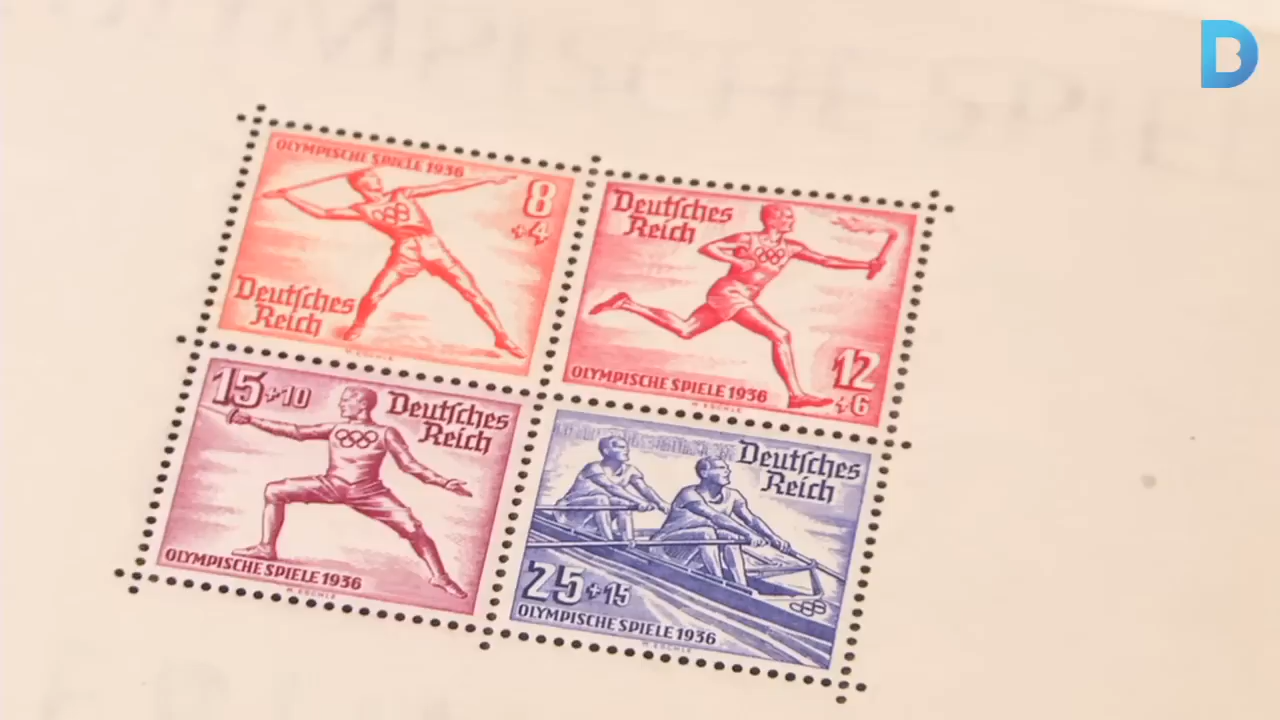 OLYMPISCHE SPIELE 1936
8
+4
Deutsches
Reich
Deutsches
Reich
12
+6
OLYMPISCHE SPIELE 1936
15+10
Deutsches
Reich
OLYMPISCHE SPIELE 1936
Deutsches
Reich
25+15
OLYMPISCHE SPIELE 1936